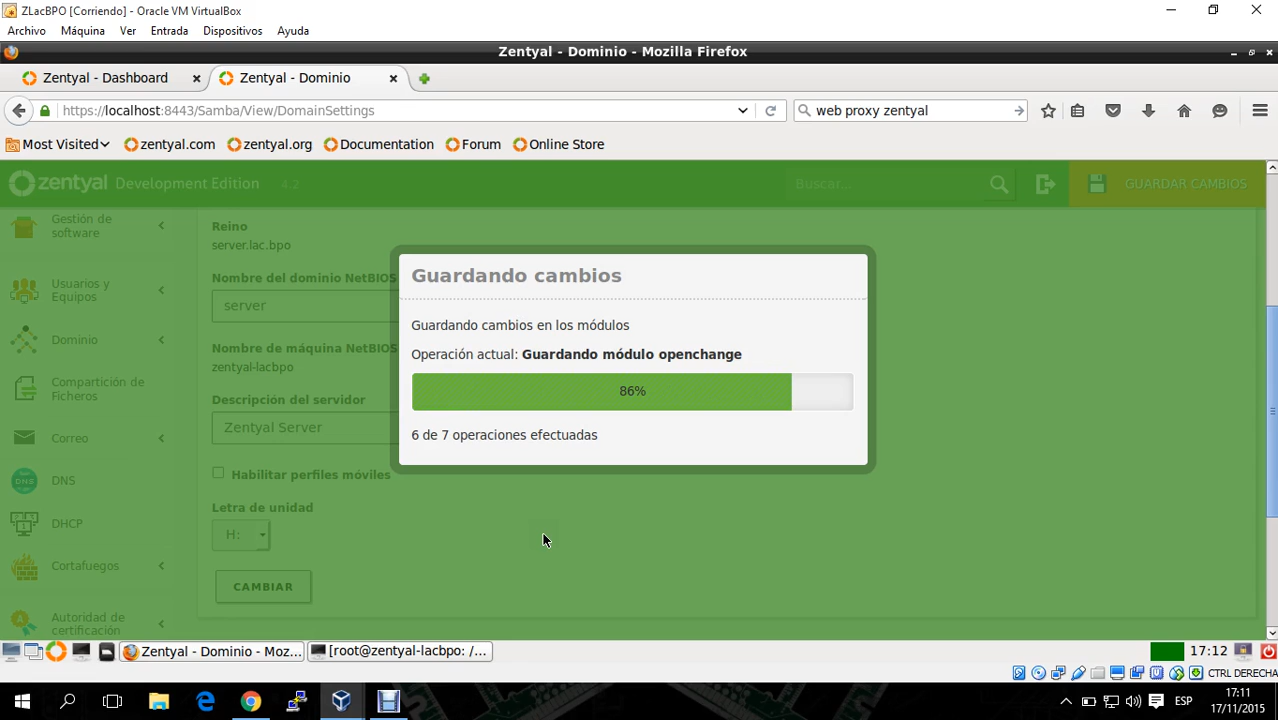 ZLacBPO [Corriendo] - Oracle VM VirtualBox
Archivo Máquina Ver Entrada Dispositivos Ayuda
Zentyal - Dominio - Mozilla Firefox
Zentyal - Dashboard Zentyal - Dominio
https://localhost:8443/Samba/View/DomainSettings web proxy zentyal
Most Visited zentyal.com zentyal.org Documentation Forum Online Store
zentyal Development Edition 4.2 Buscar... GUARDAR CAMBIOS
Gestión de
software
Usuarios y
Equipos
Dominio
Compartición de
Ficheros
Correo
DNS
DHCP
Cortafuegos
Autoridad de
certificación
Reino
server.lac.bpo
Nombre del dominio NetBIOS
server
Nombre de máquina NetBIOS
zentyal-lacbpo
Descripción del servidor
Zentyal Server
Habilitar perfiles móviles
Letra de unidad
H:
CAMBIAR
Guardando cambios
Guardando cambios en los módulos
Operación actual: Guardando módulo openchange
86%
6 de 7 operaciones efectuadas
Zentyal - Dominio - Moz... [root@zentyal-lacbpo: /... 17:12
CTRL DERECHA
ESP 17:11
17/11/2015